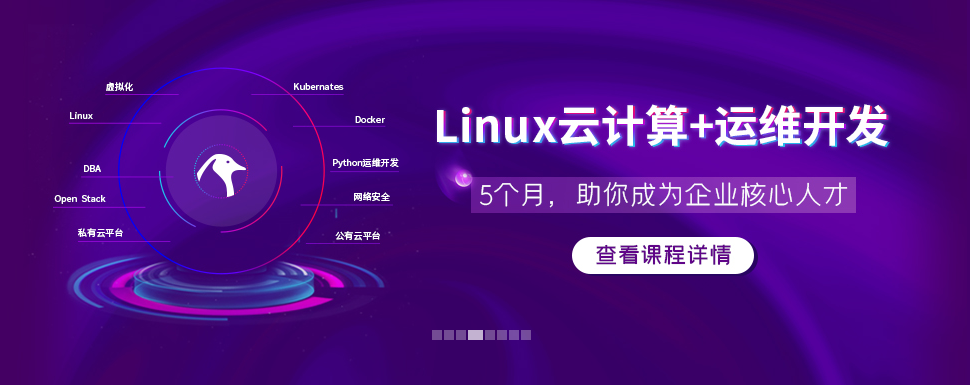 虚拟化
Kubernates
Linux
Docker
DBA
Python运维开发
Open Stack
网络安全
私有云平台
公有云平台
Linux云计算+运维开发
5个月，助你成为企业核心人才
查看课程详情